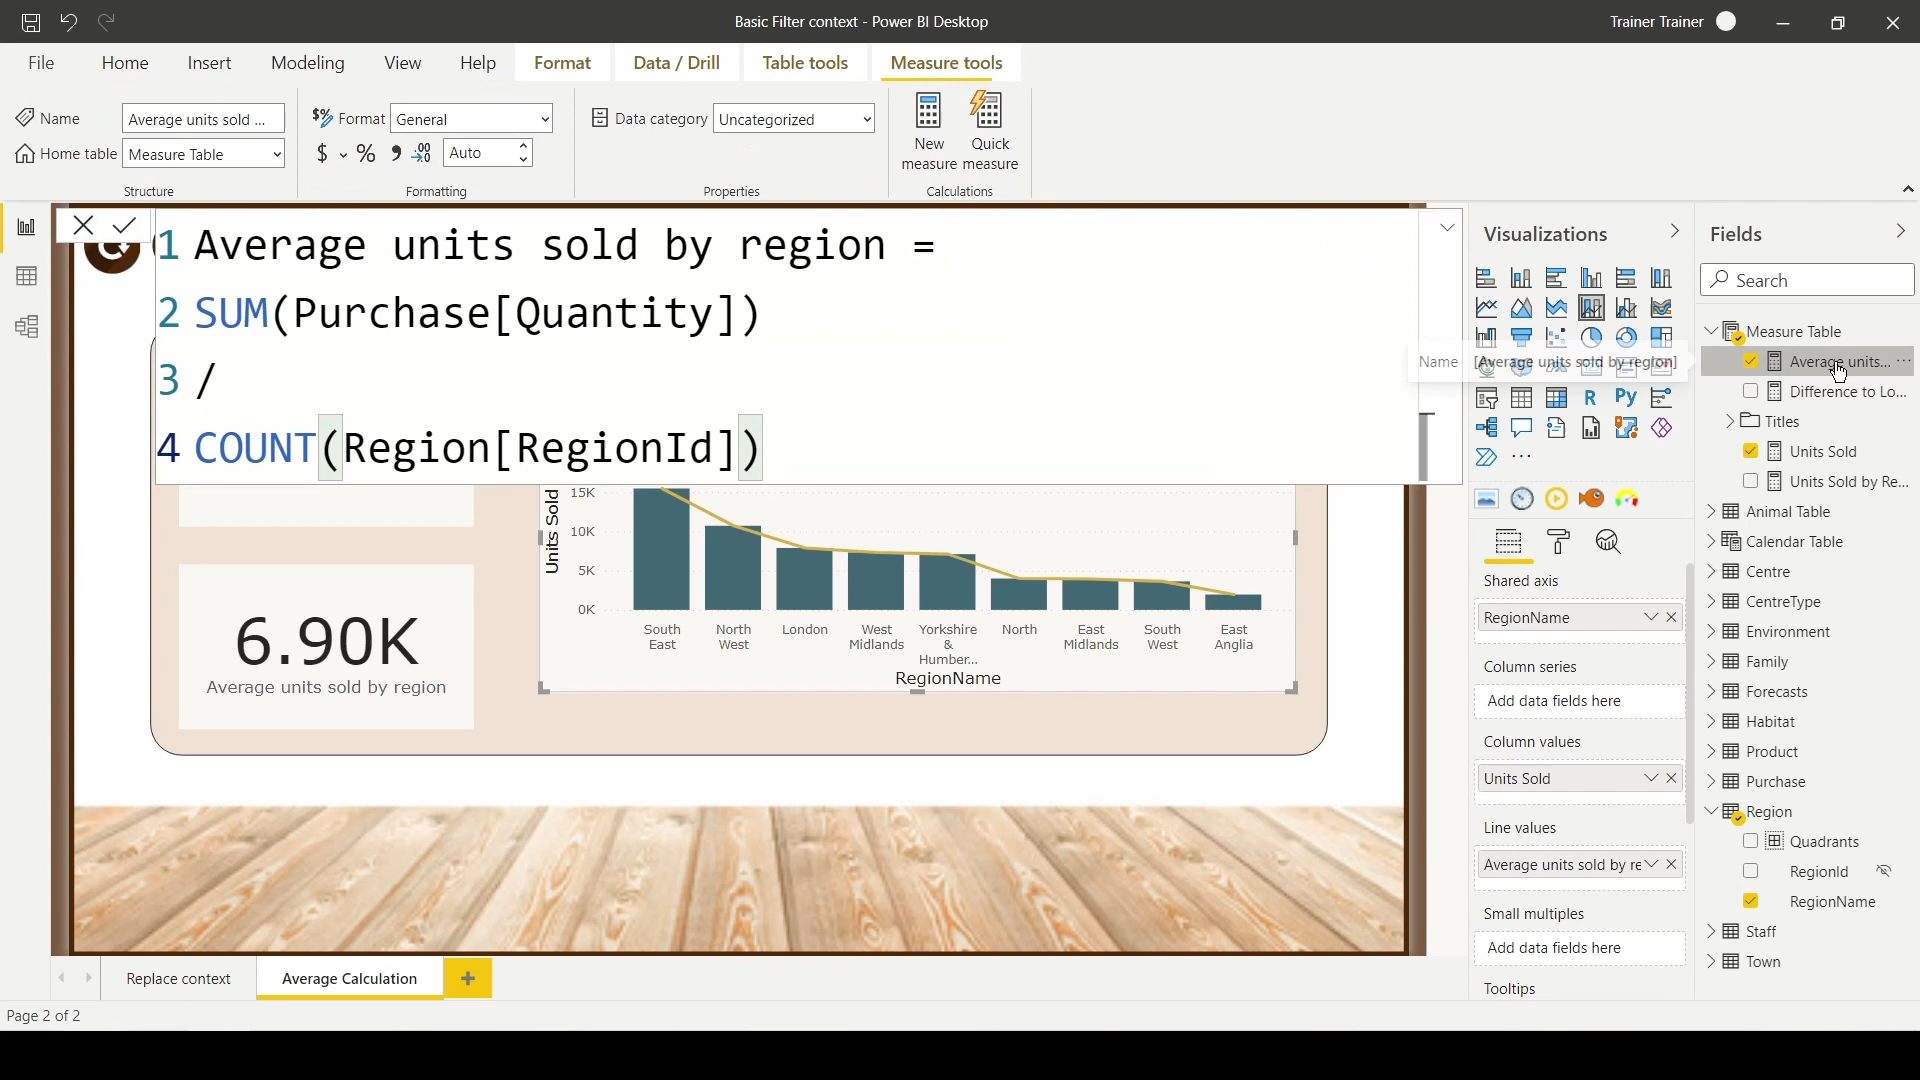 Basic Filter context - Power BI Desktop
Trainer Trainer
File Home Insert Modeling View Help Format Data / Drill Table tools Measure tools
Name
Average units sold ...
Home table
Measure Table
Structure
Format
General
$ % 9 .00
Auto
Formatting
Data category
Uncategorized
Properties
New measure
Quick measure
Calculations
1 Average units sold by region =
2 SUM(Purchase[Quantity])
3 /
4 COUNT(Region[RegionId])
Units Sold
15K
10K
5K
0K
South East
North West
London
West Midlands
Yorkshire & Humber...
North
East Midlands
South West
East Anglia
RegionName
6.90K
Average units sold by region
Replace context
Average Calculation
+
Page 2 of 2
Visualizations
Name [Average units sold by region]
R
Py
...
Shared axis
RegionName
Column series
Add data fields here
Column values
Units Sold
Line values
Average units sold by re
Small multiples
Add data fields here
Tooltips
Fields
Search
Measure Table
Average units... ...
Difference to Lo...
Titles
Units Sold
Units Sold by Re...
Animal Table
Calendar Table
Centre
CentreType
Environment
Family
Forecasts
Habitat
Product
Purchase
Region
Quadrants
RegionId
RegionName
Staff
Town